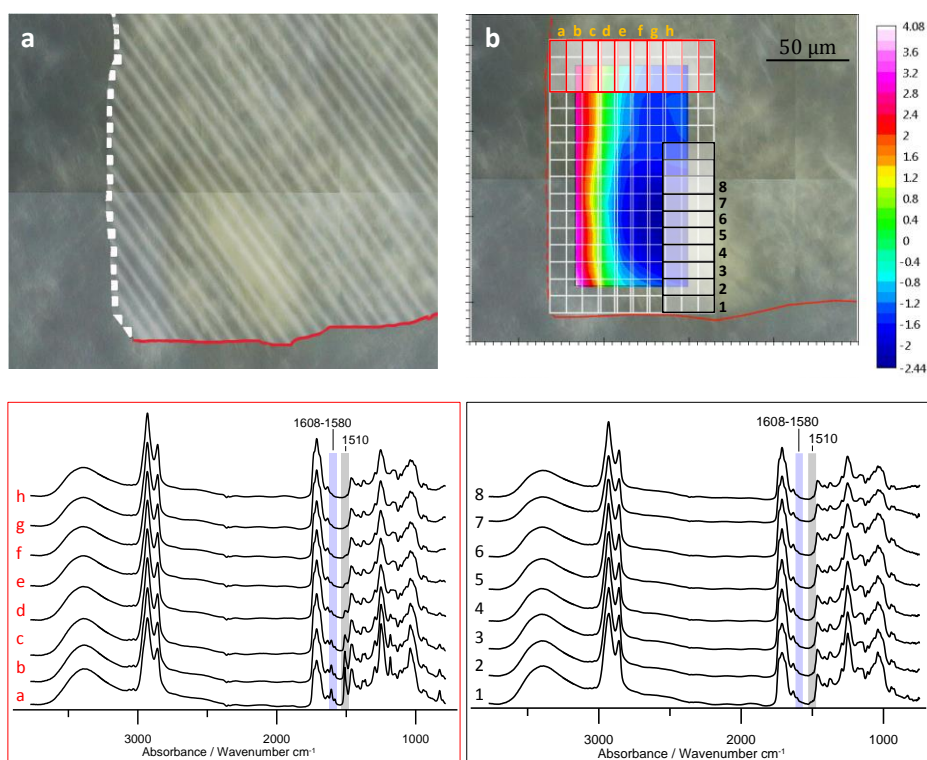 a
b
a b c d e f g h
50 µm
4.08
3.6
3.2
2.8
2.4
2
1.6
1.2
0.8
0.4
0
-0.4
-0.8
-1.2
-1.6
-2
-2.44
8
7
6
5
4
3
2
1
1608-1580
1510
h
g
f
e
d
c
b
a
3000 2000 1000
Absorbance / Wavenumber cm-1
1608-1580
1510
8
7
6
5
4
3
2
1
3000 2000 1000
Absorbance / Wavenumber cm-1